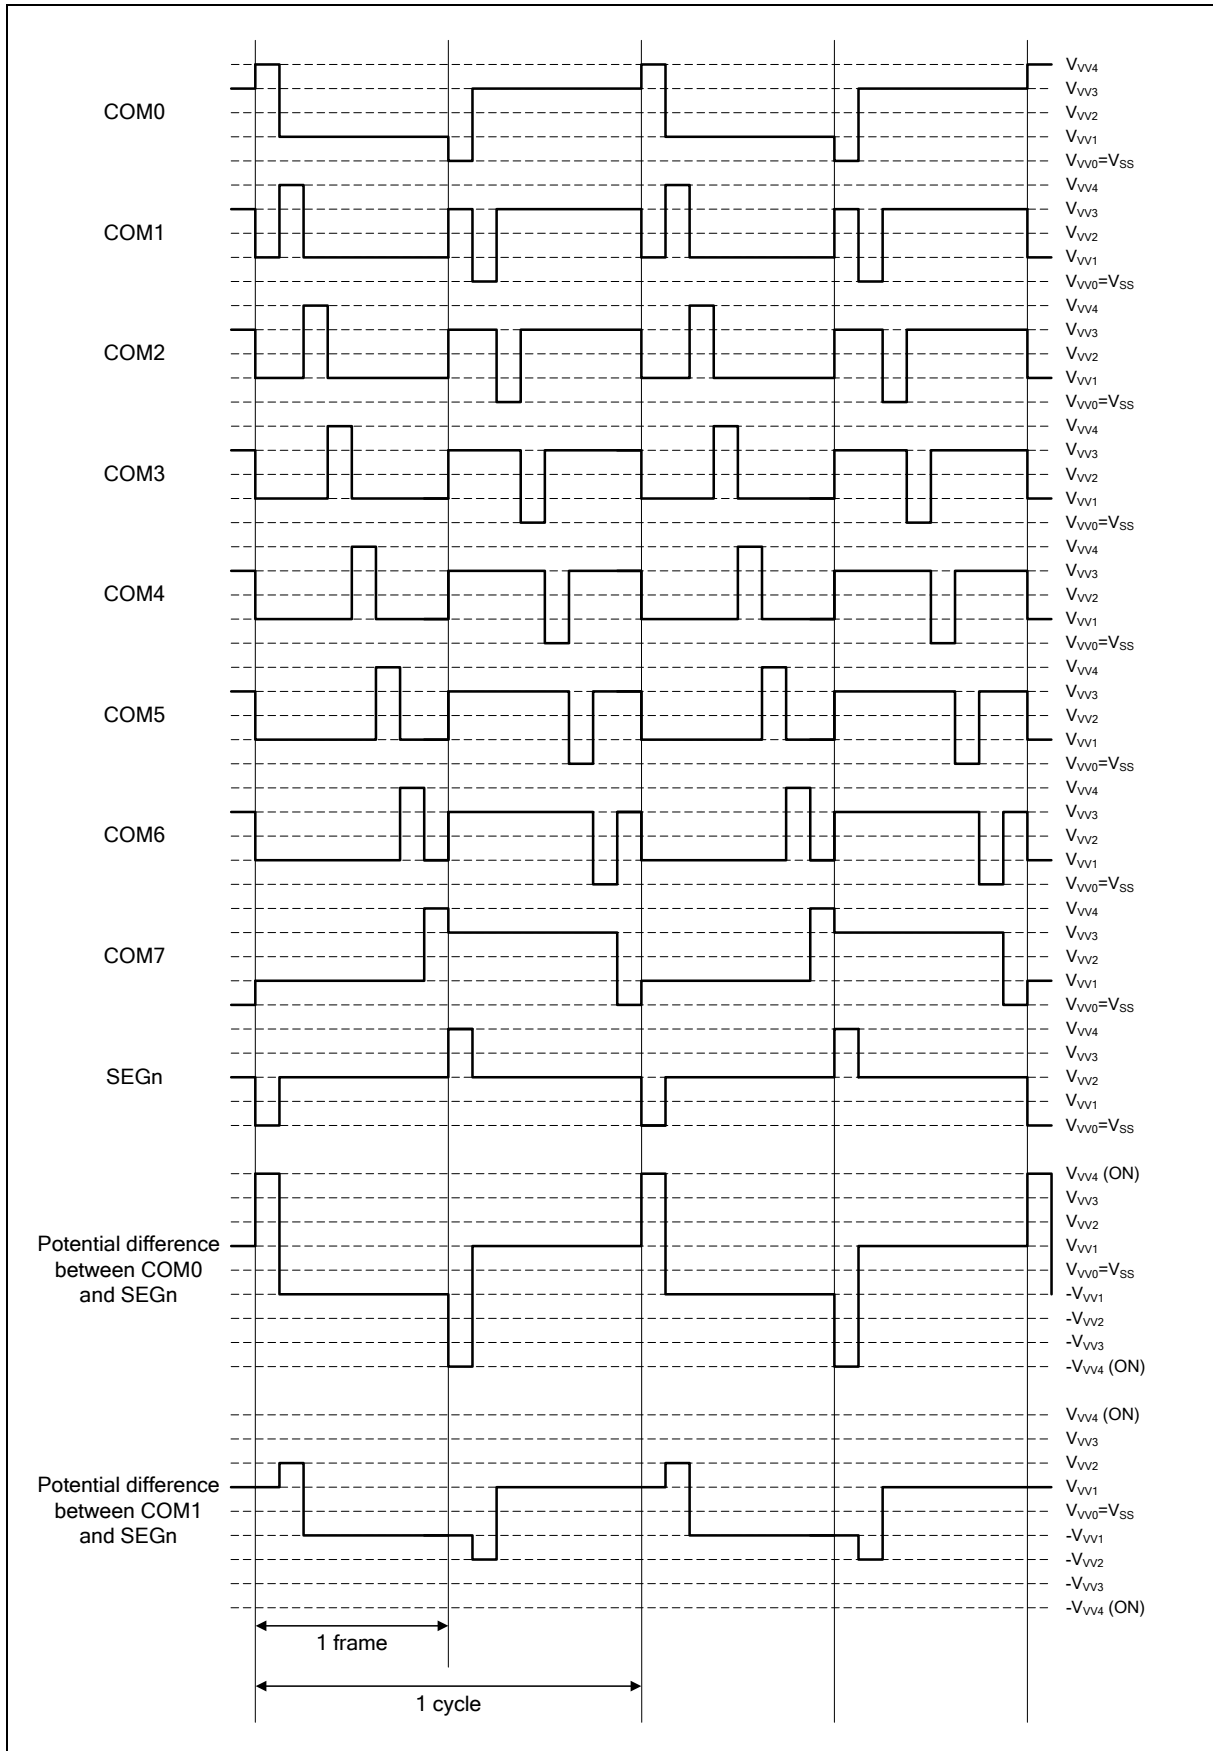 COM0
V_VV4
V_VV3
V_VV2
V_VV1
V_VV0=V_SS
COM1
V_VV4
V_VV3
V_VV2
V_VV1
V_VV0=V_SS
COM2
V_VV4
V_VV3
V_VV2
V_VV1
V_VV0=V_SS
COM3
V_VV4
V_VV3
V_VV2
V_VV1
V_VV0=V_SS
COM4
V_VV4
V_VV3
V_VV2
V_VV1
V_VV0=V_SS
COM5
V_VV4
V_VV3
V_VV2
V_VV1
V_VV0=V_SS
COM6
V_VV4
V_VV3
V_VV2
V_VV1
V_VV0=V_SS
COM7
V_VV4
V_VV3
V_VV2
V_VV1
V_VV0=V_SS
SEGn
V_VV4
V_VV3
V_VV2
V_VV1
V_VV0=V_SS
Potential difference
between COM0
and SEGn
V_VV4 (ON)
V_VV3
V_VV2
V_VV1
V_VV0=V_SS
-V_VV1
-V_VV2
-V_VV3
-V_VV4 (ON)
Potential difference
between COM1
and SEGn
V_VV4 (ON)
V_VV3
V_VV2
V_VV1
V_VV0=V_SS
-V_VV1
-V_VV2
-V_VV3
-V_VV4 (ON)
1 frame
1 cycle